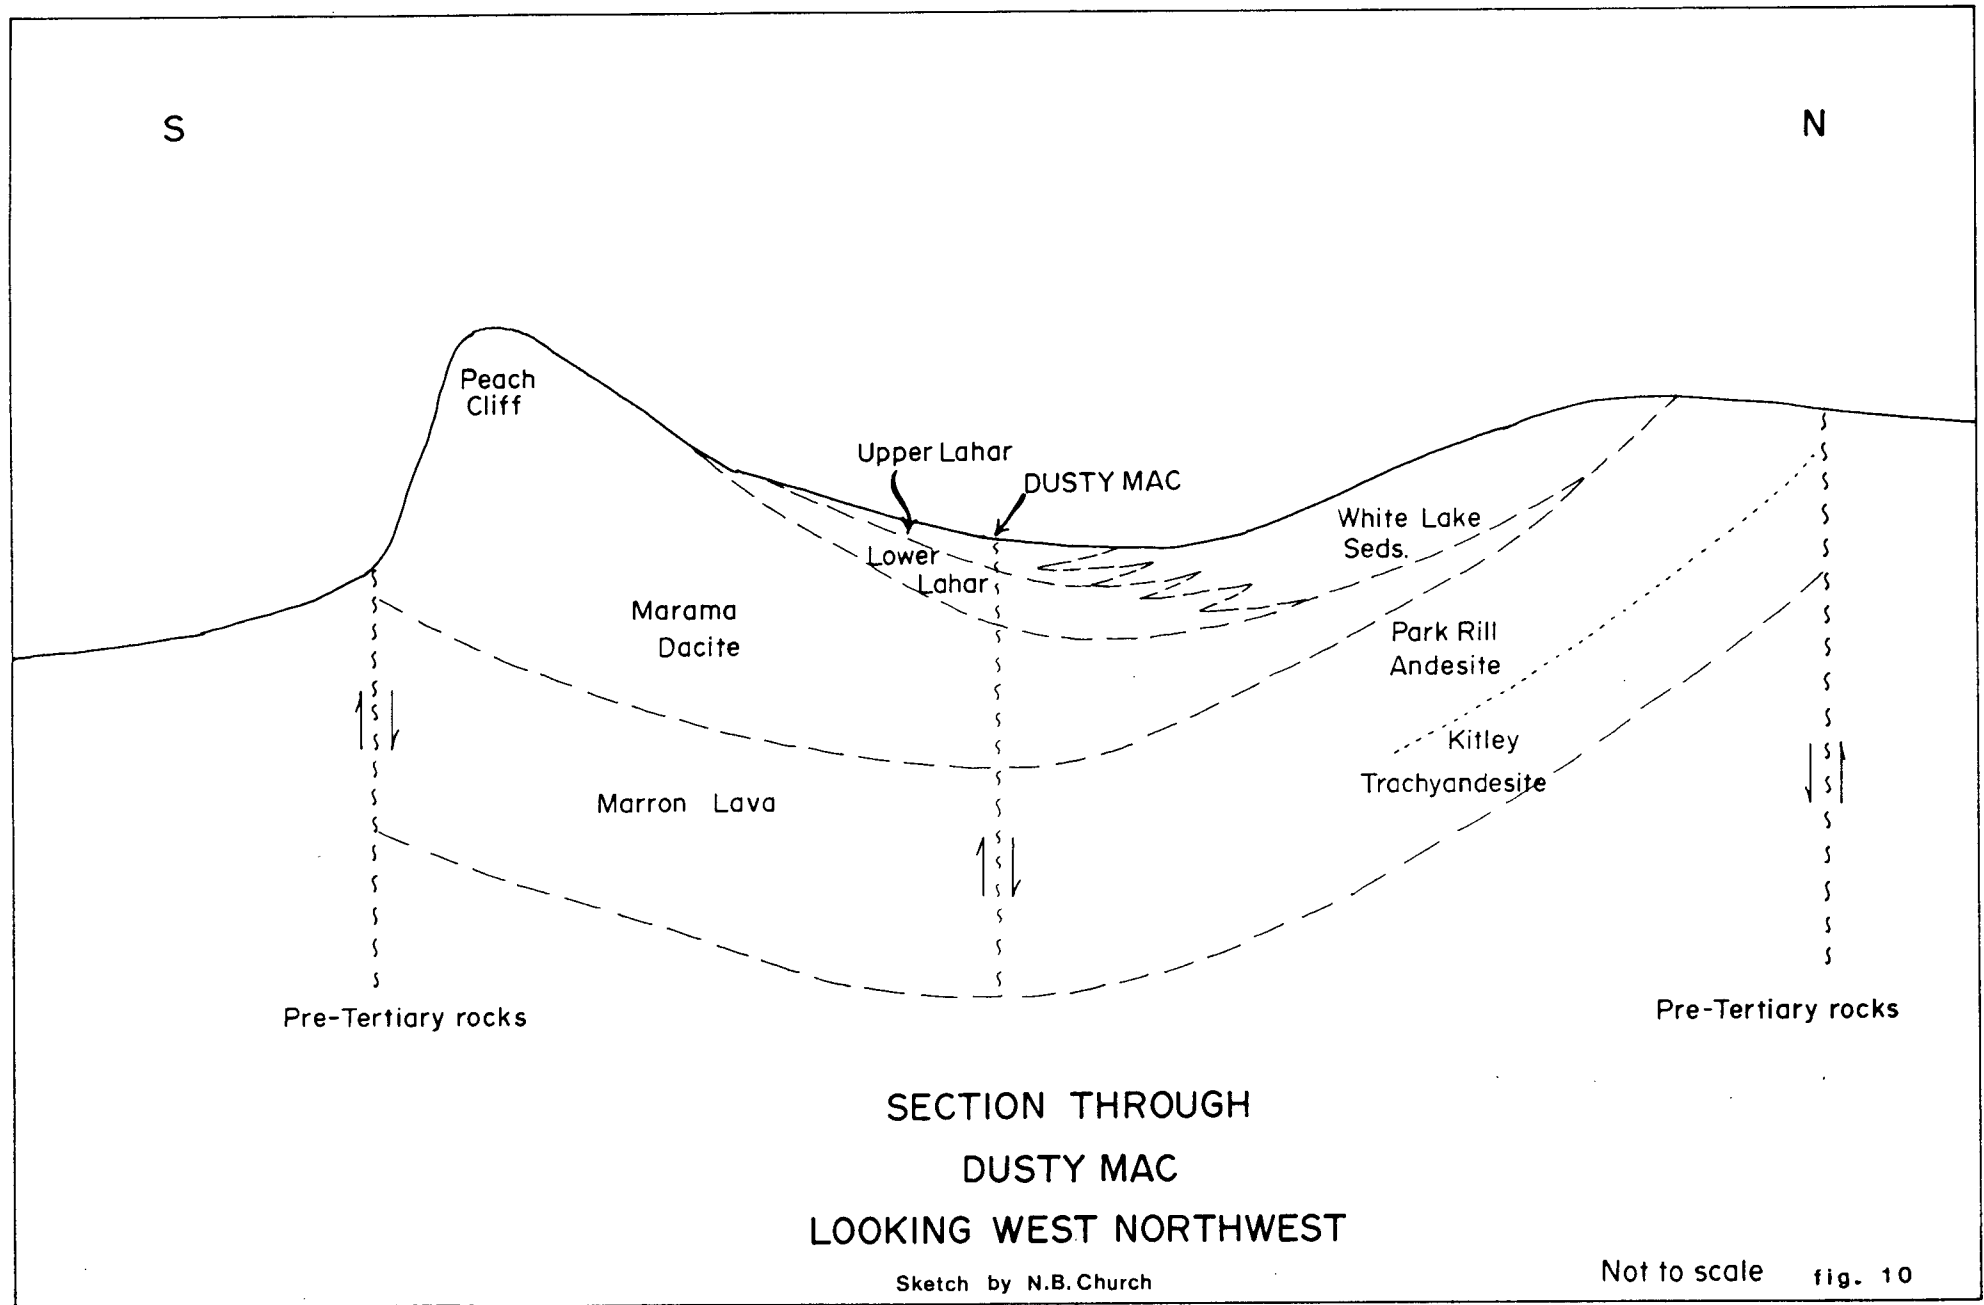 S
N
Peach
Cliff
Upper Lahar
DUSTY MAC
White Lake
Seds.
Lower
Lahar
Marama
Dacite
Park Rill
Andesite
Kitley
Trachyandesite
Marron Lava
Pre-Tertiary rocks
Pre-Tertiary rocks
SECTION THROUGH
DUSTY MAC
LOOKING WEST NORTHWEST
Sketch by N.B. Church
Not to scale
fig. 10